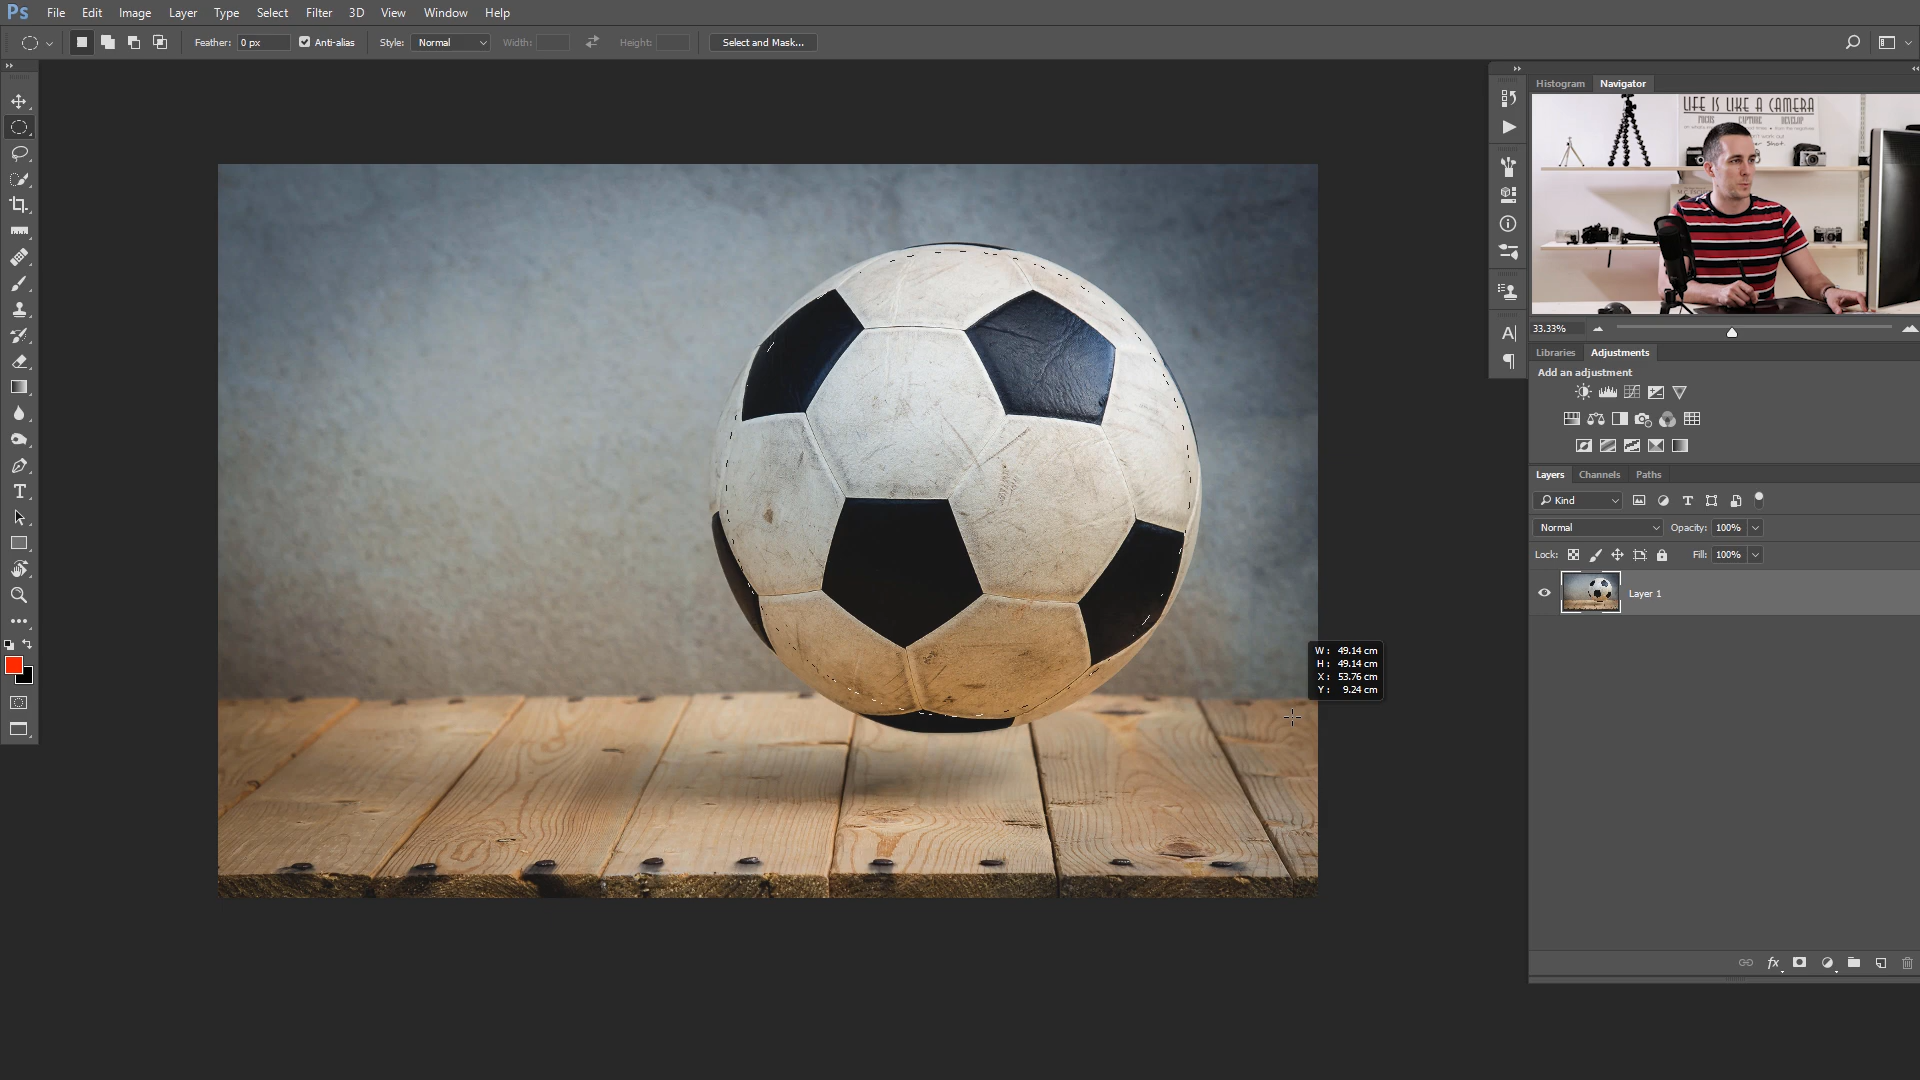 Ps File Edit Image Layer Type Select Filter 3D View Window Help
Feather: 0 px Anti-alias Style: Normal Width: Height: Select and Mask...
Histogram Navigator
LIFE IS LIKE A CAMERA
FOCUS CAPTURE DEVELOP
33.33%
Libraries Adjustments
Add an adjustment
Layers Channels Paths
Kind
Normal Opacity: 100%
Lock: Fill: 100%
Layer 1
W : 49.14 cm
H : 49.14 cm
X : 53.76 cm
Y : 9.24 cm